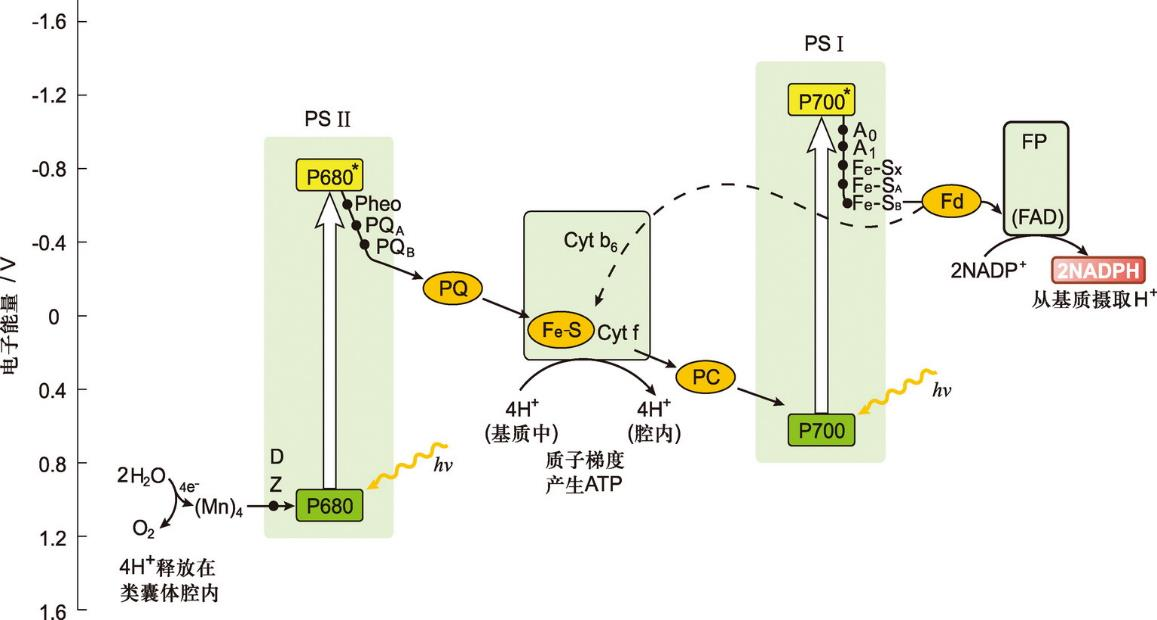 电子能量 /V
-1.6
-1.2
-0.8
-0.4
0
0.4
0.8
1.2
1.6
PS II
P680*
Pheo
PQA
PQB
D
Z
P680
hν
2H₂O
4e⁻
(Mn)₄
O₂
4H⁺释放在
类囊体腔内
PQ
Cyt b₆
Fe-S
Cyt f
4H⁺
(基质中)
4H⁺
(腔内)
质子梯度
产生ATP
PC
PS I
P700*
A₀
A₁
Fe-SX
Fe-SA
Fe-SB
P700
hν
Fd
FP
(FAD)
2NADP⁺
2NADPH
从基质摄取H⁺